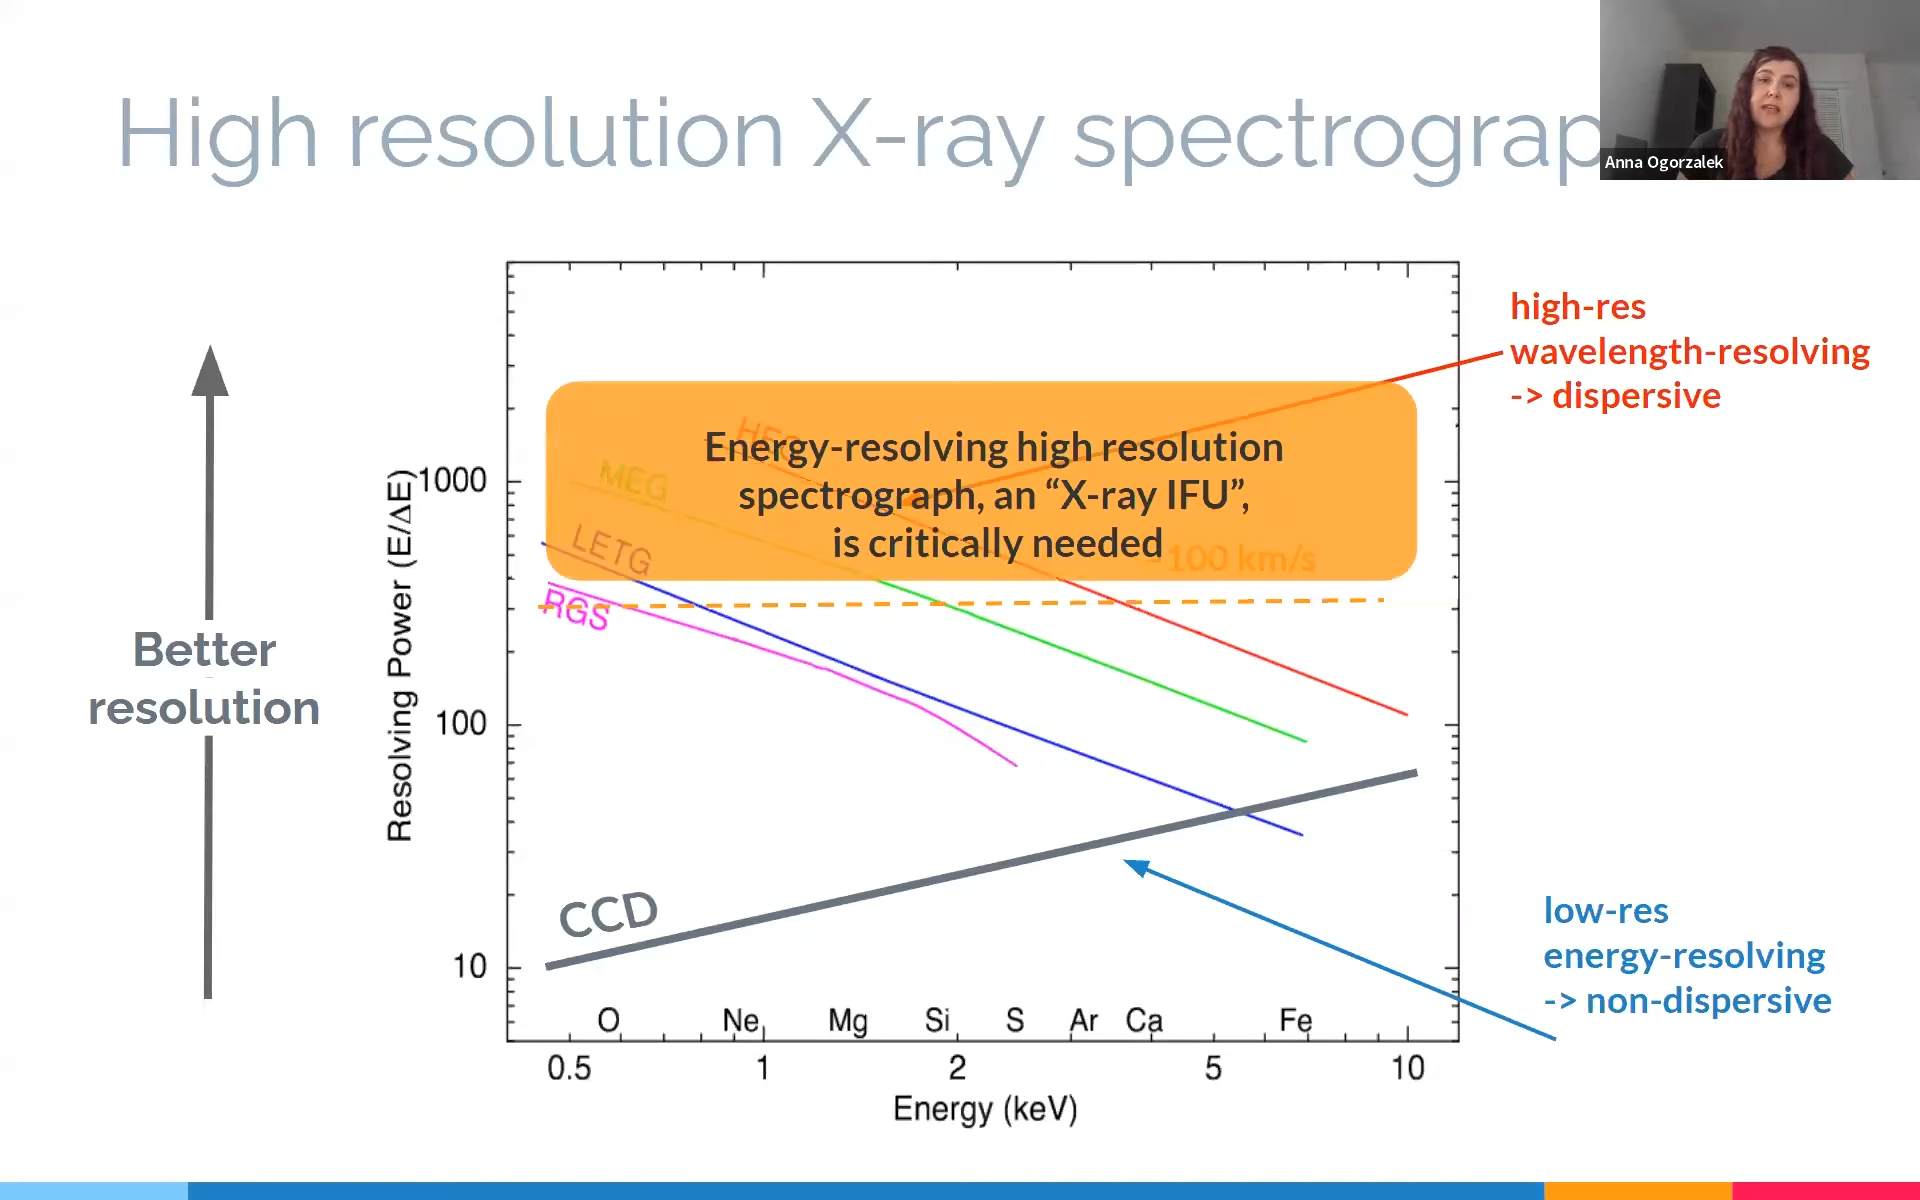 High resolution X-ray spectrograp
Anna Ogorzalek
high-res
wavelength-resolving
-> dispersive
HEG
Energy-resolving high resolution
MEG
spectrograph, an “X-ray IFU”,
LETG
is critically needed
100 km/s
RGS
Better
resolution
Resolving Power (E/ΔE)
1000
100
10
CCD
low-res
energy-resolving
-> non-dispersive
O Ne Mg Si S Ar Ca Fe
0.5 1 2 5 10
Energy (keV)